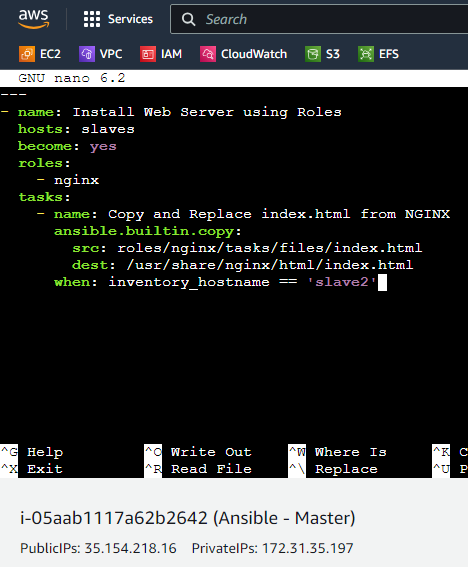 aws Services Search
EC2 VPC IAM CloudWatch S3 EFS
GNU nano 6.2
---
- name: Install Web Server using Roles
  hosts: slaves
  become: yes
  roles:
    - nginx
  tasks:
    - name: Copy and Replace index.html from NGINX
      ansible.builtin.copy:
        src: roles/nginx/tasks/files/index.html
        dest: /usr/share/nginx/html/index.html
      when: inventory_hostname == 'slave2'
^G Help ^O Write Out ^W Where Is ^K C
^X Exit ^R Read File ^\ Replace ^U P
i-05aab1117a62b2642 (Ansible - Master)
PublicIPs: 35.154.218.16 PrivateIPs: 172.31.35.197